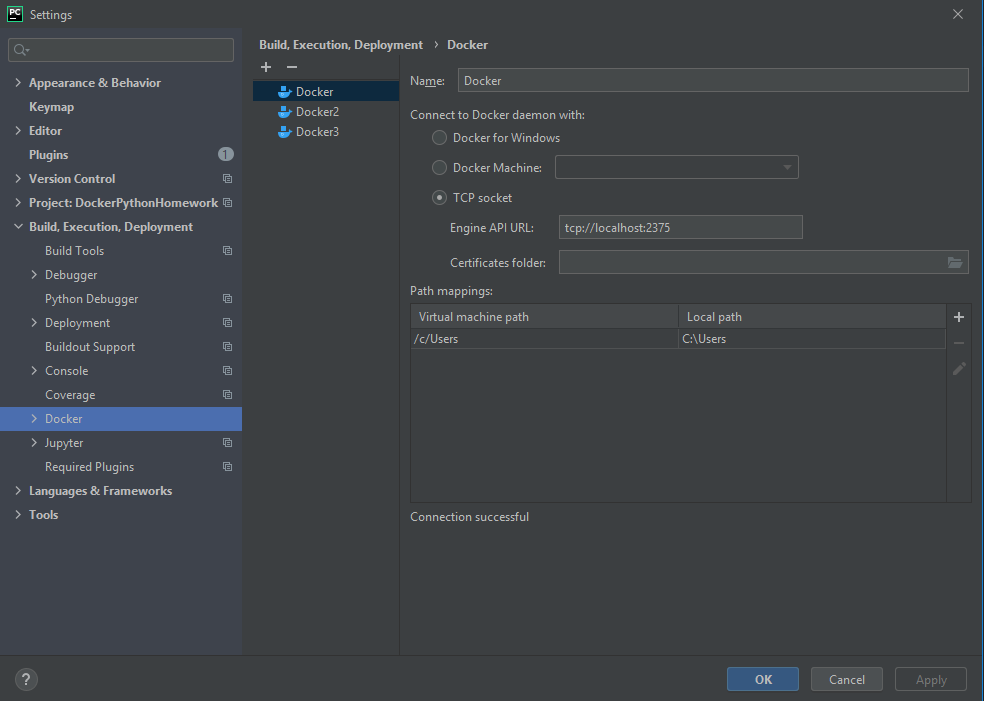 PC Settings
Appearance & Behavior
Keymap
Editor
Plugins 1
Version Control
Project: DockerPythonHomework
Build, Execution, Deployment
Build Tools
Debugger
Python Debugger
Deployment
Buildout Support
Console
Coverage
Docker
Jupyter
Required Plugins
Languages & Frameworks
Tools
Build, Execution, Deployment › Docker
Docker
Docker2
Docker3
Name: Docker
Connect to Docker daemon with:
Docker for Windows
Docker Machine:
TCP socket
Engine API URL: tcp://localhost:2375
Certificates folder:
Path mappings:
Virtual machine path Local path
/c/Users C:\Users
Connection successful
? OK Cancel Apply